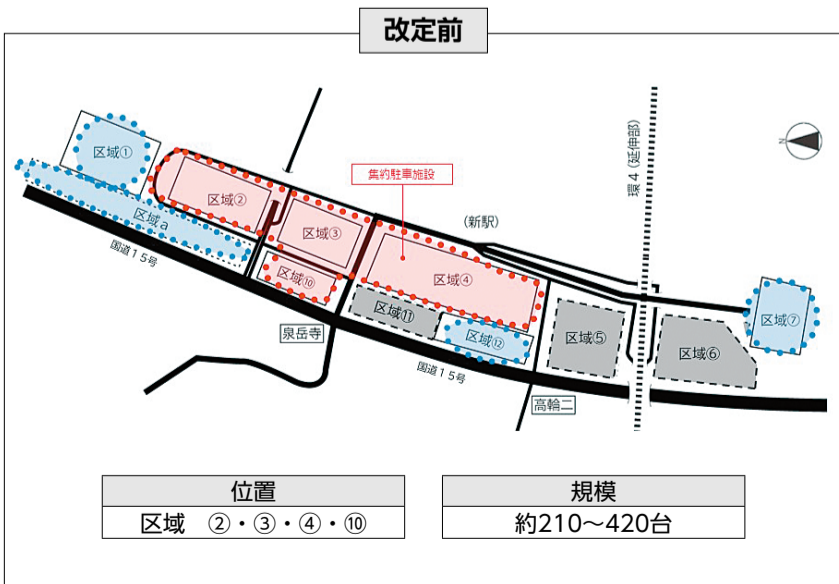 改定前
区域①
区域a
国道15号
区域②
区域③
区域⑩
集約駐車施設
(新駅)
環4(延伸部)
N
区域④
区域⑪
区域⑫
区域⑤
区域⑥
区域⑦
泉岳寺
国道15号
高輪二
位置
区域 ②・③・④・⑩
規模
約210～420台